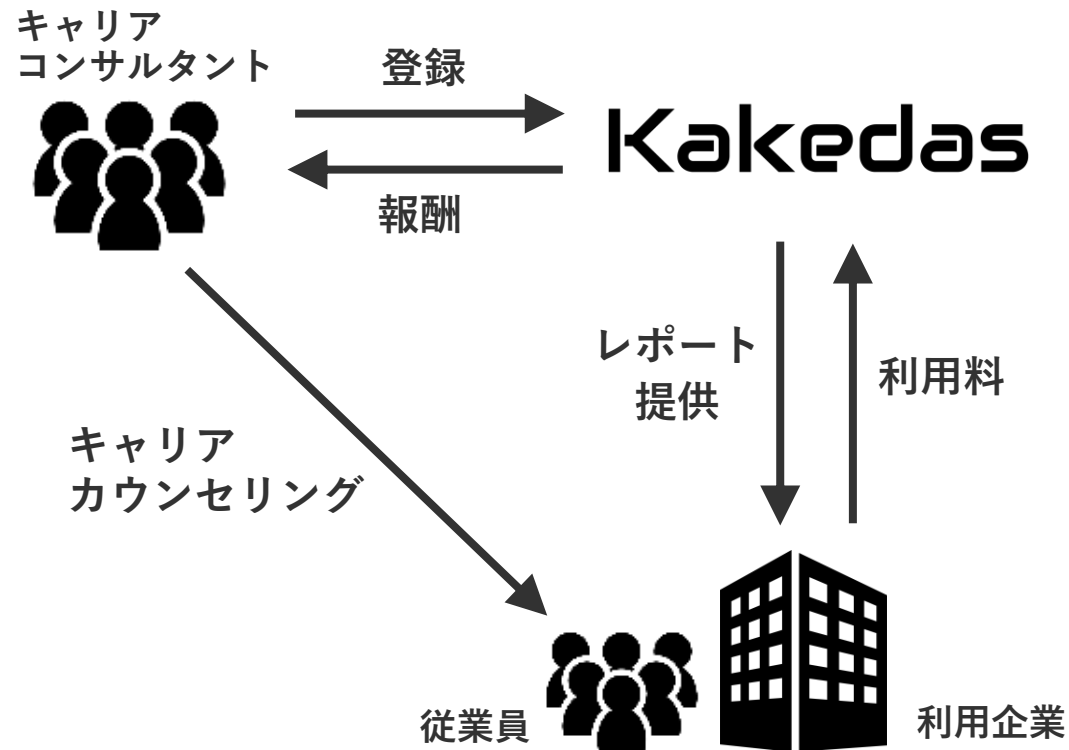 キャリア
コンサルタント
登録
Kakedas
報酬
レポート
提供
利用料
キャリア
カウンセリング
従業員
利用企業